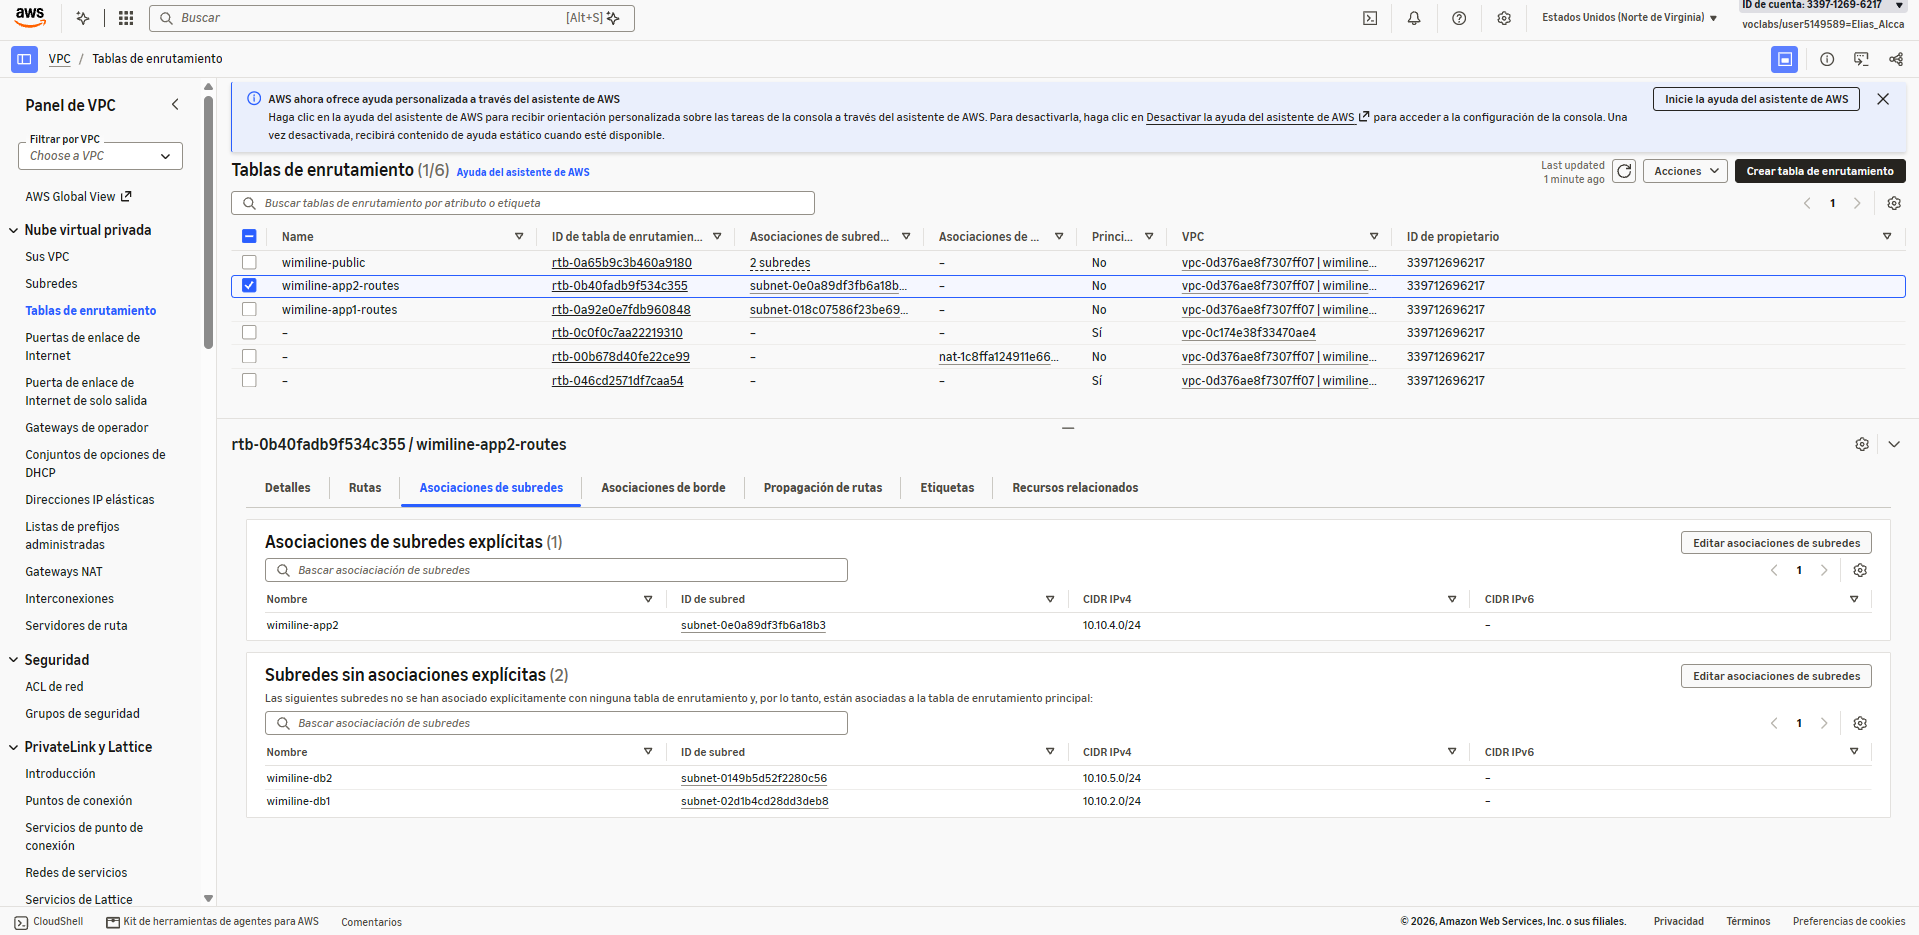 aws
Buscar [Alt+S]
Estados Unidos (Norte de Virginia)
ID de cuenta: 3397-1269-6217
voclabs/user5149589=Elias_Alcca
VPC / Tablas de enrutamiento
Panel de VPC
Filtrar por VPC
Choose a VPC
AWS Global View
Nube virtual privada
Sus VPC
Subredes
Tablas de enrutamiento
Puertas de enlace de
Internet
Puerta de enlace de
Internet de solo salida
Gateways de operador
Conjuntos de opciones de
DHCP
Direcciones IP elásticas
Listas de prefijos
administradas
Gateways NAT
Interconexiones
Servidores de ruta
Seguridad
ACL de red
Grupos de seguridad
PrivateLink y Lattice
Introducción
Puntos de conexión
Servicios de punto de
conexión
Redes de servicios
Servicios de Lattice
AWS ahora ofrece ayuda personalizada a través del asistente de AWS
Haga clic en la ayuda del asistente de AWS para recibir orientación personalizada sobre las tareas de la consola a través del asistente de AWS. Para desactivarla, haga clic en Desactivar la ayuda del asistente de AWS para acceder a la configuración de la consola. Una
vez desactivada, recibirá contenido de ayuda estático cuando esté disponible.
Inicie la ayuda del asistente de AWS
Tablas de enrutamiento (1/6) Ayuda del asistente de AWS
Last updated
1 minute ago
Acciones
Crear tabla de enrutamiento
Buscar tablas de enrutamiento por atributo o etiqueta
1
Name ID de tabla de enrutamien... Asociaciones de subred... Asociaciones de ... Princi... VPC ID de propietario
wimiline-public rtb-0a65b9c3b460a9180 2 subredes – No vpc-0d376ae8f7307ff07 | wimiline... 339712696217
wimiline-app2-routes rtb-0b40fadb9f534c355 subnet-0e0a89df3fb6a18b... – No vpc-0d376ae8f7307ff07 | wimiline... 339712696217
wimiline-app1-routes rtb-0a92e0e7fdb960848 subnet-018c07586f23be69... – No vpc-0d376ae8f7307ff07 | wimiline... 339712696217
– rtb-0c0f0c7aa22219310 – – Sí vpc-0c174e38f33470ae4 339712696217
– rtb-00b678d40fe22ce99 – nat-1c8ffa124911e66... No vpc-0d376ae8f7307ff07 | wimiline... 339712696217
– rtb-046cd2571df7caa54 – – Sí vpc-0d376ae8f7307ff07 | wimiline... 339712696217
rtb-0b40fadb9f534c355 / wimiline-app2-routes
Detalles Rutas Asociaciones de subredes Asociaciones de borde Propagación de rutas Etiquetas Recursos relacionados
Asociaciones de subredes explícitas (1)
Editar asociaciones de subredes
Bascar asociaciación de subredes
1
Nombre ID de subred CIDR IPv4 CIDR IPv6
wimiline-app2 subnet-0e0a89df3fb6a18b3 10.10.4.0/24 –
Subredes sin asociaciones explícitas (2)
Editar asociaciones de subredes
Las siguientes subredes no se han asociado explícitamente con ninguna tabla de enrutamiento y, por lo tanto, están asociadas a la tabla de enrutamiento principal:
Bascar asociaciación de subredes
1
Nombre ID de subred CIDR IPv4 CIDR IPv6
wimiline-db2 subnet-0149b5d52f2280c56 10.10.5.0/24 –
wimiline-db1 subnet-02d1b4cd28dd3deb8 10.10.2.0/24 –
CloudShell Kit de herramientas de agentes para AWS Comentarios
© 2026, Amazon Web Services, Inc. o sus filiales. Privacidad Términos Preferencias de cookies